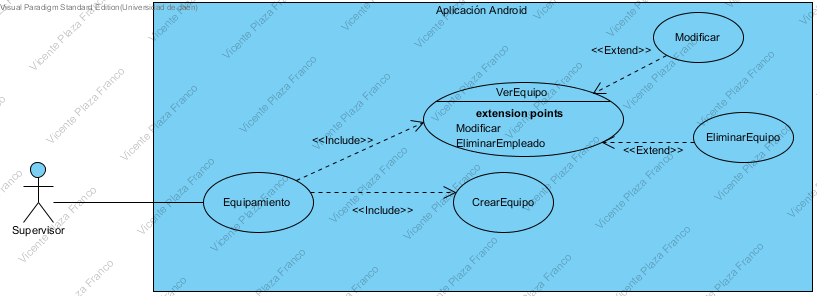 Visual Paradigm Standard Edition(Universidad de Jaén)
Aplicación Android
Modificar
<<Extend>>
VerEquipo
extension points
Modificar
EliminarEmpleado
EliminarEquipo
<<Extend>>
<<Include>>
Equipamiento
<<Include>>
CrearEquipo
Supervisor
Vicente Plaza Franco